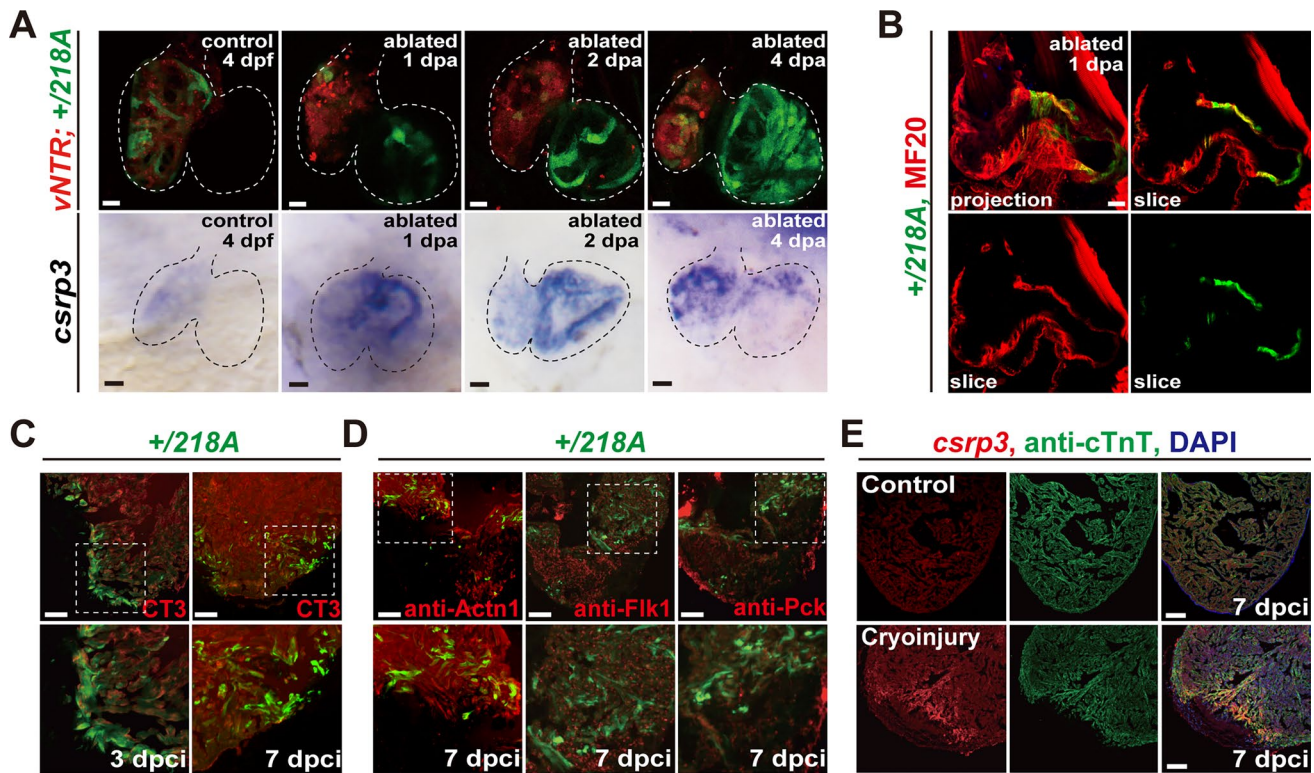 A
vNTR; +/218A
control
4 dpf
ablated
1 dpa
ablated
2 dpa
ablated
4 dpa
csrp3
control
4 dpf
ablated
1 dpa
ablated
2 dpa
ablated
4 dpa
B
+/218A, MF20
ablated
1 dpa
projection
slice
slice
slice
C
+/218A
CT3
CT3
3 dpci
7 dpci
D
+/218A
anti-Actn1
anti-Flk1
anti-Pck
7 dpci
7 dpci
7 dpci
E
csrp3, anti-cTnT, DAPI
Control
7 dpci
Cryoinjury
7 dpci